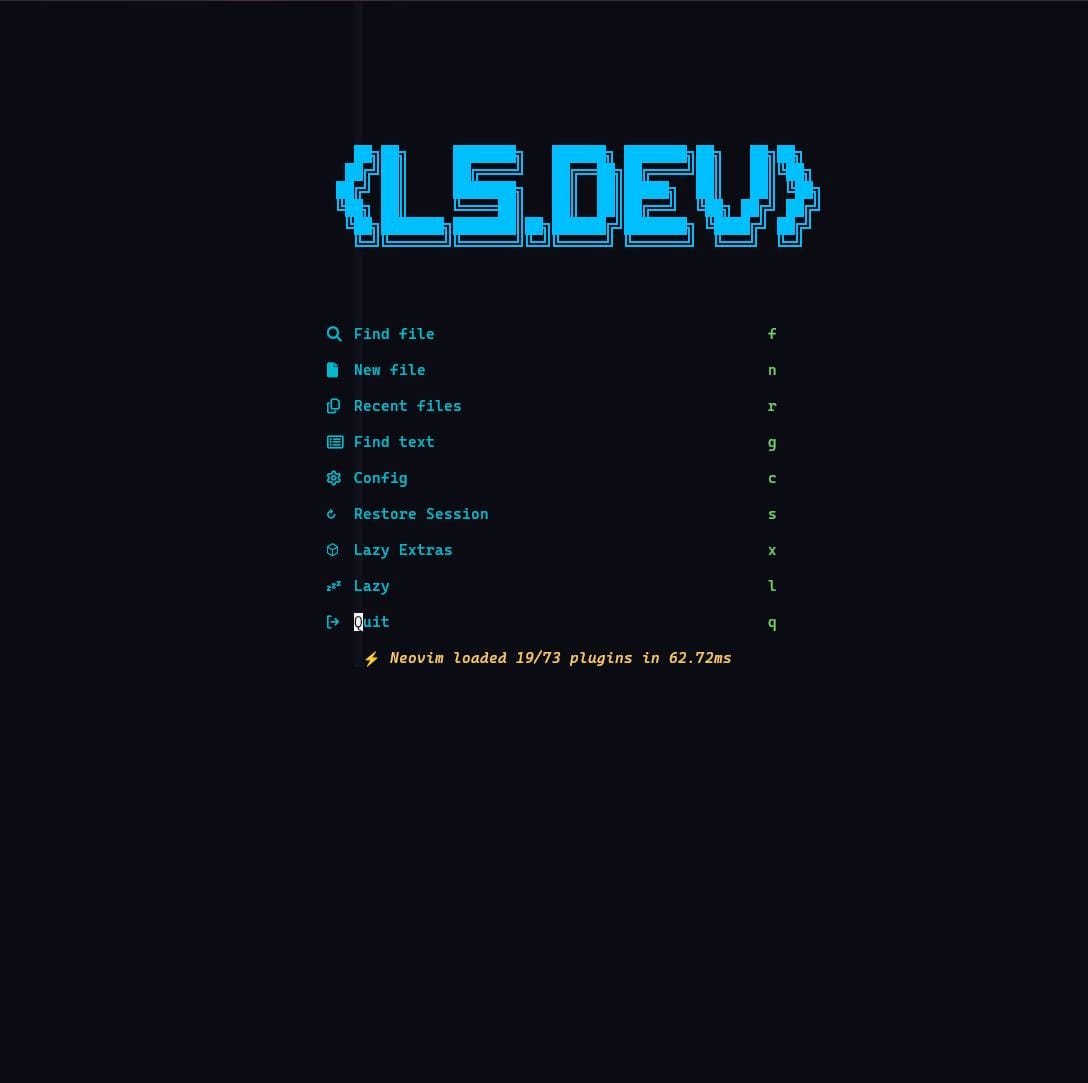 <LS.DEV>
Find file f
New file n
Recent files r
Find text g
Config c
Restore Session s
Lazy Extras x
zzz Lazy l
Quit q
⚡ Neovim loaded 19/73 plugins in 62.72ms